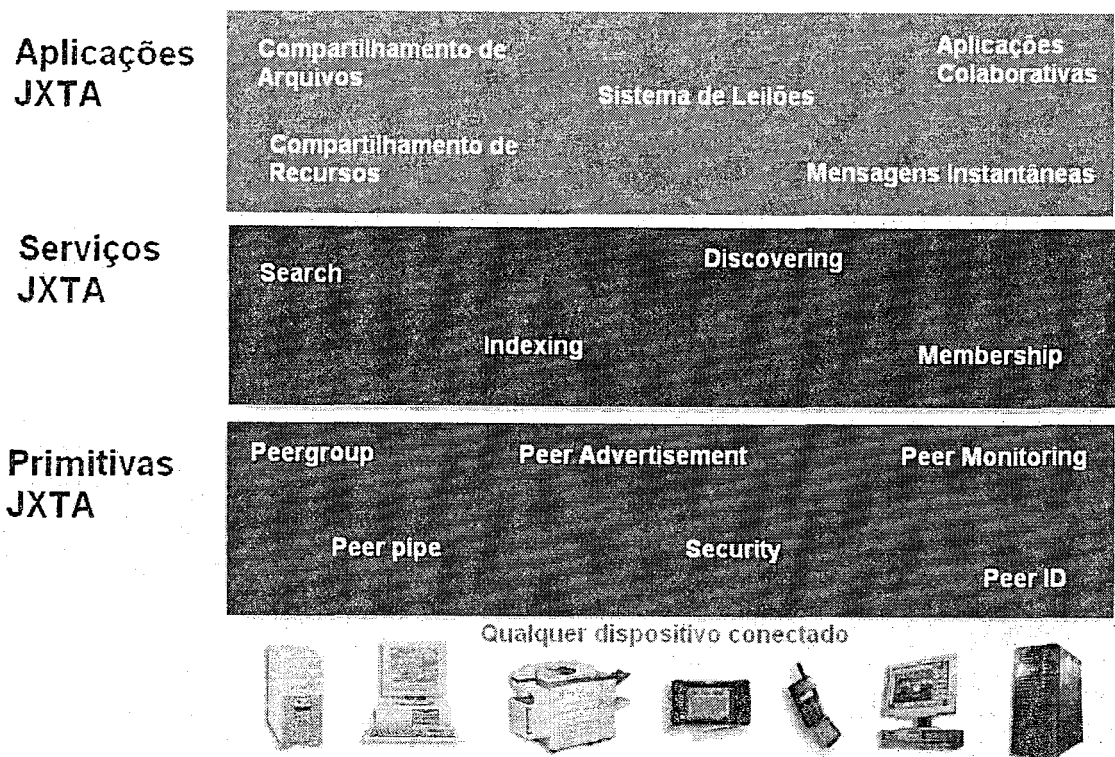 Aplicações
JXTA
Compartilhamento de
Arquivos
Sistema de Leilões
Aplicações
Colaborativas
Compartilhamento de
Recursos
Mensagens Instantâneas
Serviços
JXTA
Search
Discovering
Indexing
Membership
Primitivas
JXTA
Peergroup
Peer Advertisement
Peer Monitoring
Peer pipe
Security
Peer ID
Qualquer dispositivo conectado